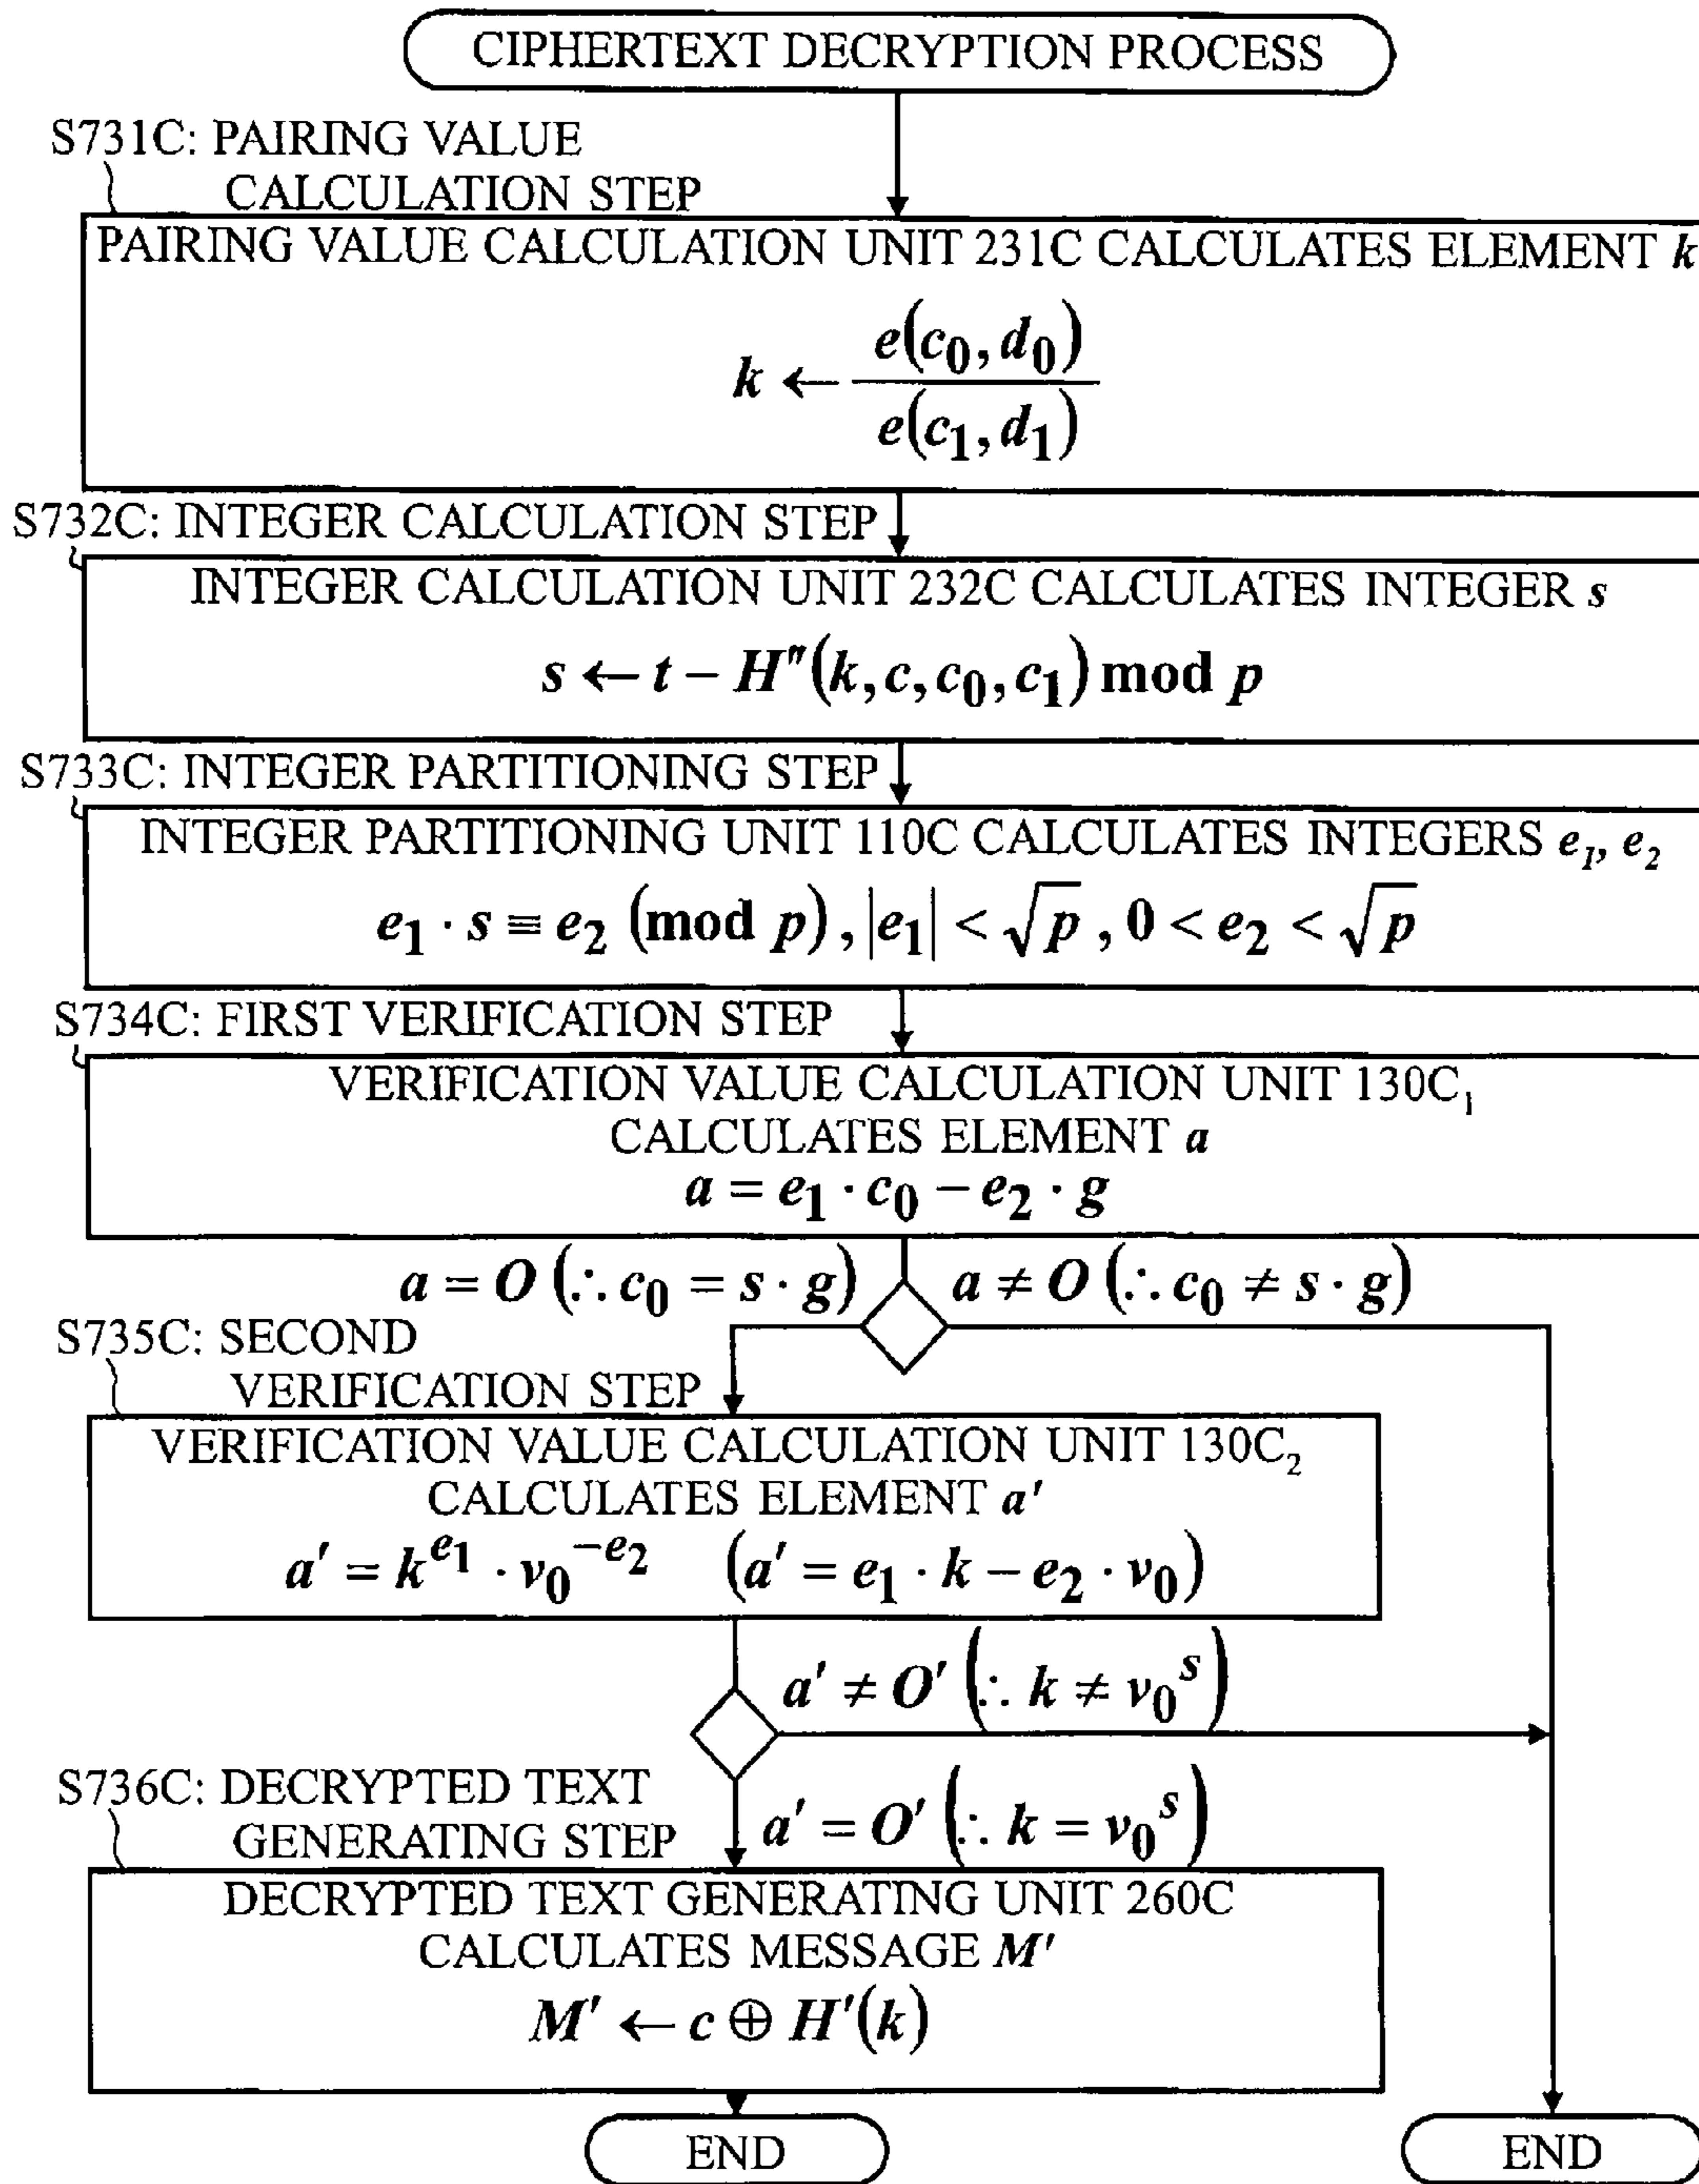 CIPHERTEXT DECRYPTION PROCESS
S731C: PAIRING VALUE
CALCULATION STEP
PAIRING VALUE CALCULATION UNIT 231C CALCULATES ELEMENT k
k ← e(c₀, d₀) / e(c₁, d₁)
S732C: INTEGER CALCULATION STEP
INTEGER CALCULATION UNIT 232C CALCULATES INTEGER s
s ← t − H″(k, c, c₀, c₁) mod p
S733C: INTEGER PARTITIONING STEP
INTEGER PARTITIONING UNIT 110C CALCULATES INTEGERS e₁, e₂
e₁ · s ≡ e₂ (mod p), |e₁| < √p, 0 < e₂ < √p
S734C: FIRST VERIFICATION STEP
VERIFICATION VALUE CALCULATION UNIT 130C₁
CALCULATES ELEMENT a
a = e₁ · c₀ − e₂ · g
a = O (∴ c₀ = s · g) a ≠ O (∴ c₀ ≠ s · g)
S735C: SECOND
VERIFICATION STEP
VERIFICATION VALUE CALCULATION UNIT 130C₂
CALCULATES ELEMENT a′
a′ = k^e₁ · v₀^−e₂ (a′ = e₁ · k − e₂ · v₀)
a′ ≠ O′ (∴ k ≠ v₀^s)
S736C: DECRYPTED TEXT
GENERATING STEP
a′ = O′ (∴ k = v₀^s)
DECRYPTED TEXT GENERATING UNIT 260C
CALCULATES MESSAGE M′
M′ ← c ⊕ H′(k)
END END